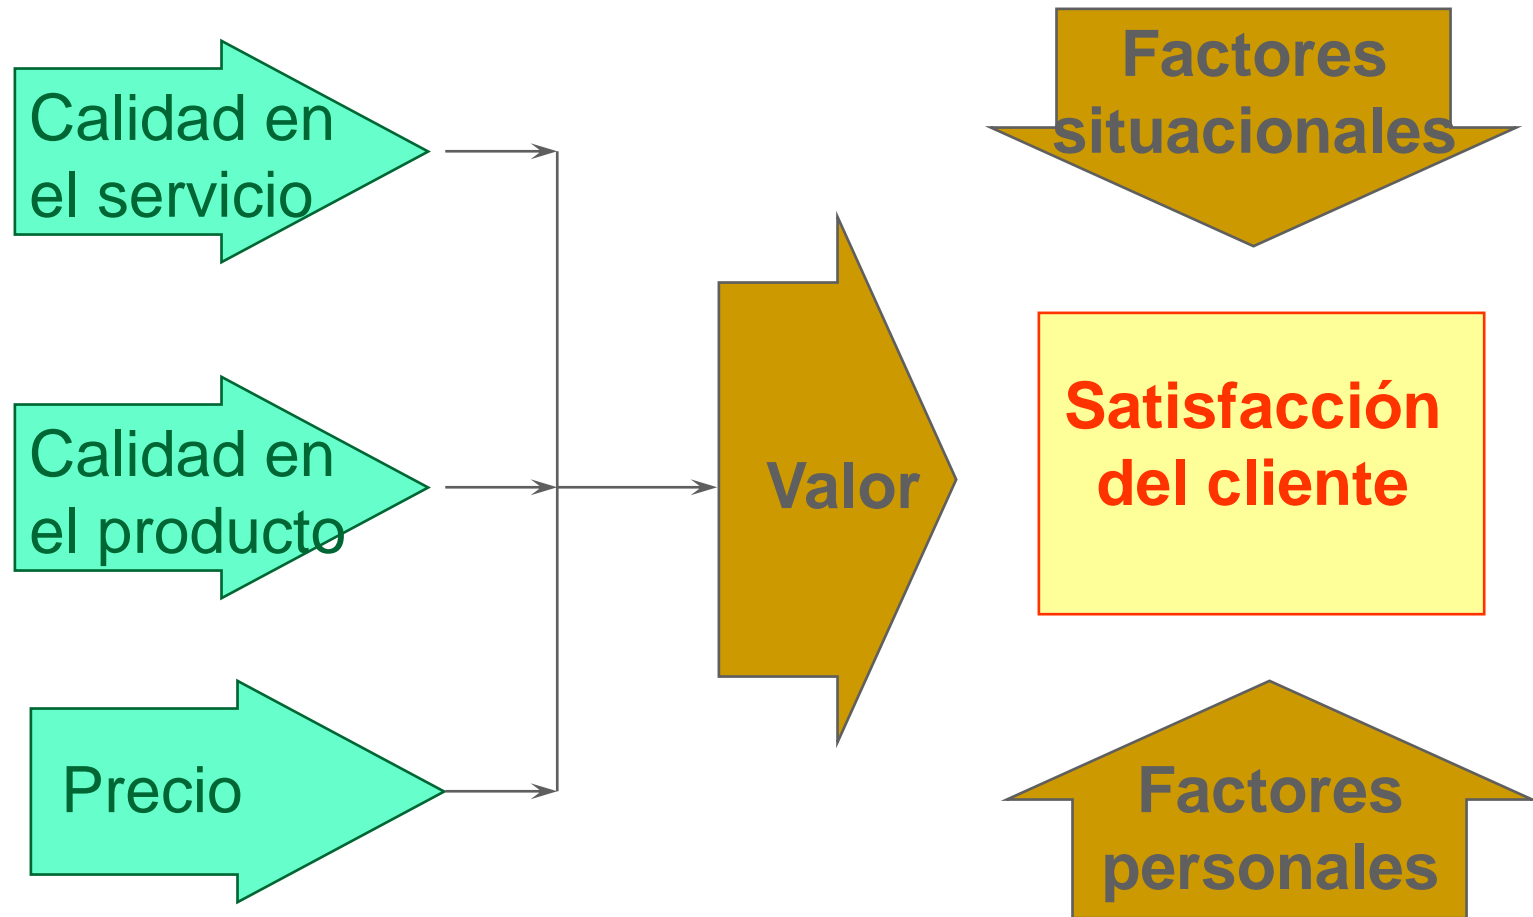 Calidad en
el servicio
Calidad en
el producto
Precio
Valor
Factores
situacionales
Satisfacción
del cliente
Factores
personales